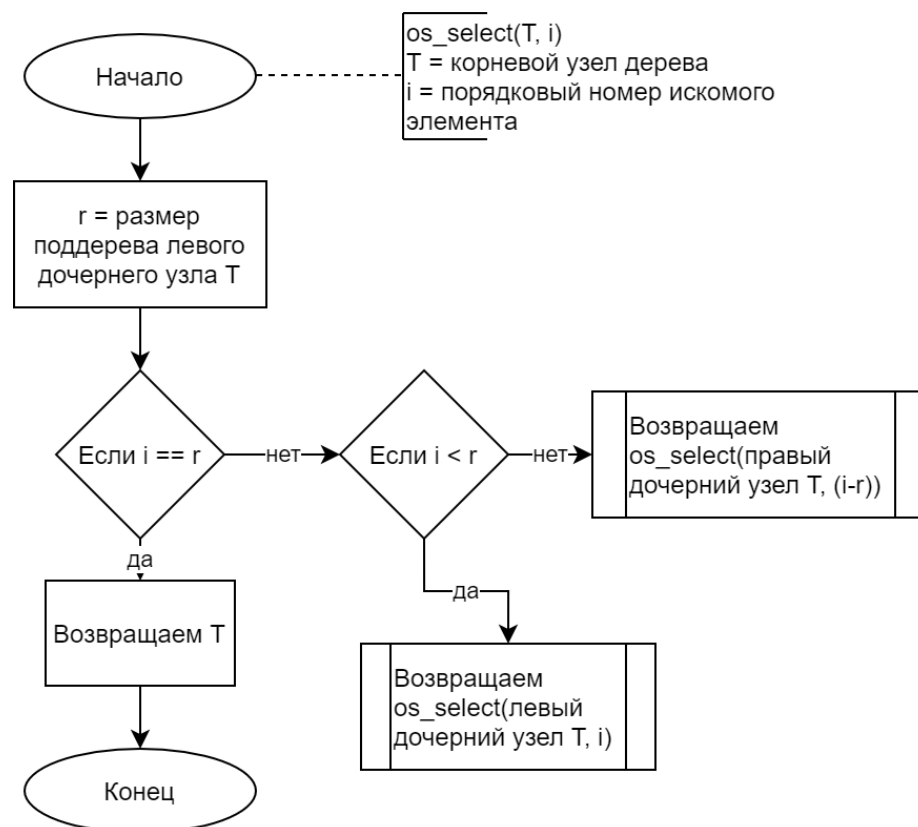 Начало
os_select(T, i)
T = корневой узел дерева
i = порядковый номер искомого
элемента
r = размер
поддерева левого
дочернего узла T
Если i == r
нет
Если i < r
нет
Возвращаем
os_select(правый
дочерний узел T, (i-r))
да
да
Возвращаем T
Возвращаем
os_select(левый
дочерний узел T, i)
Конец